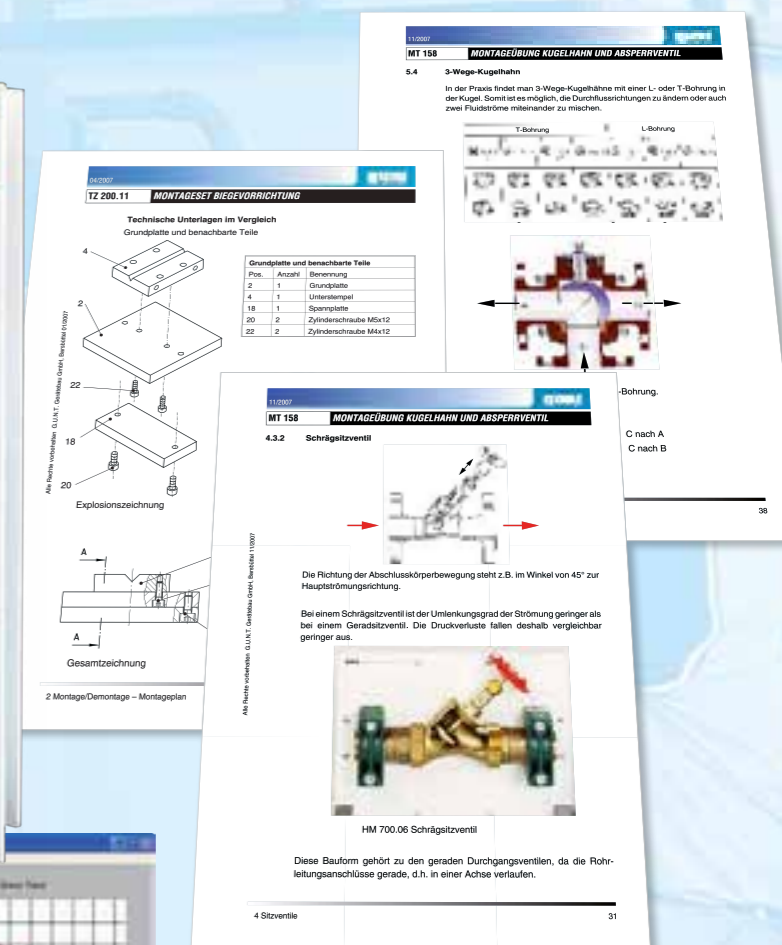 11/2007
MT 158 MONTAGEÜBUNG KUGELHAHN UND ABSPERRVENTIL
5.4 3-Wege-Kugelhahn
In der Praxis findet man 3-Wege-Kugelhähne mit einer L- oder T-Bohrung in
der Kugel. Somit ist es möglich, die Durchflussrichtungen zu ändern oder auch
zwei Fluidströme miteinander zu mischen.
T-Bohrung L-Bohrung
-Bohrung.
C nach A
C nach B
38
04/2007
TZ 200.11 MONTAGESET BIEGEVORRICHTUNG
Technische Unterlagen im Vergleich
Grundplatte und benachbarte Teile
4
2
22
18
20
Grundplatte und benachbarte Teile
Pos. Anzahl Benennung
2 1 Grundplatte
4 1 Unterstempel
18 1 Spannplatte
20 2 Zylinderschraube M5x12
22 2 Zylinderschraube M4x12
Alle Rechte vorbehalten G.U.N.T. Gerätebau GmbH, Barsbüttel 01/2007
Explosionszeichnung
A
A
Gesamtzeichnung
2 Montage/Demontage – Montageplan
11/2007
MT 158 MONTAGEÜBUNG KUGELHAHN UND ABSPERRVENTIL
4.3.2 Schrägsitzventil
Die Richtung der Abschlusskörperbewegung steht z.B. im Winkel von 45° zur
Hauptströmungsrichtung.
Bei einem Schrägsitzventil ist der Umlenkungsgrad der Strömung geringer als
bei einem Geradsitzventil. Die Druckverluste fallen deshalb vergleichbar
geringer aus.
Alle Rechte vorbehalten G.U.N.T. Gerätebau GmbH, Barsbüttel 11/2007
HM 700.06 Schrägsitzventil
Diese Bauform gehört zu den geraden Durchgangsventilen, da die Rohr-
leitungsanschlüsse gerade, d.h. in einer Achse verlaufen.
4 Sitzventile 31